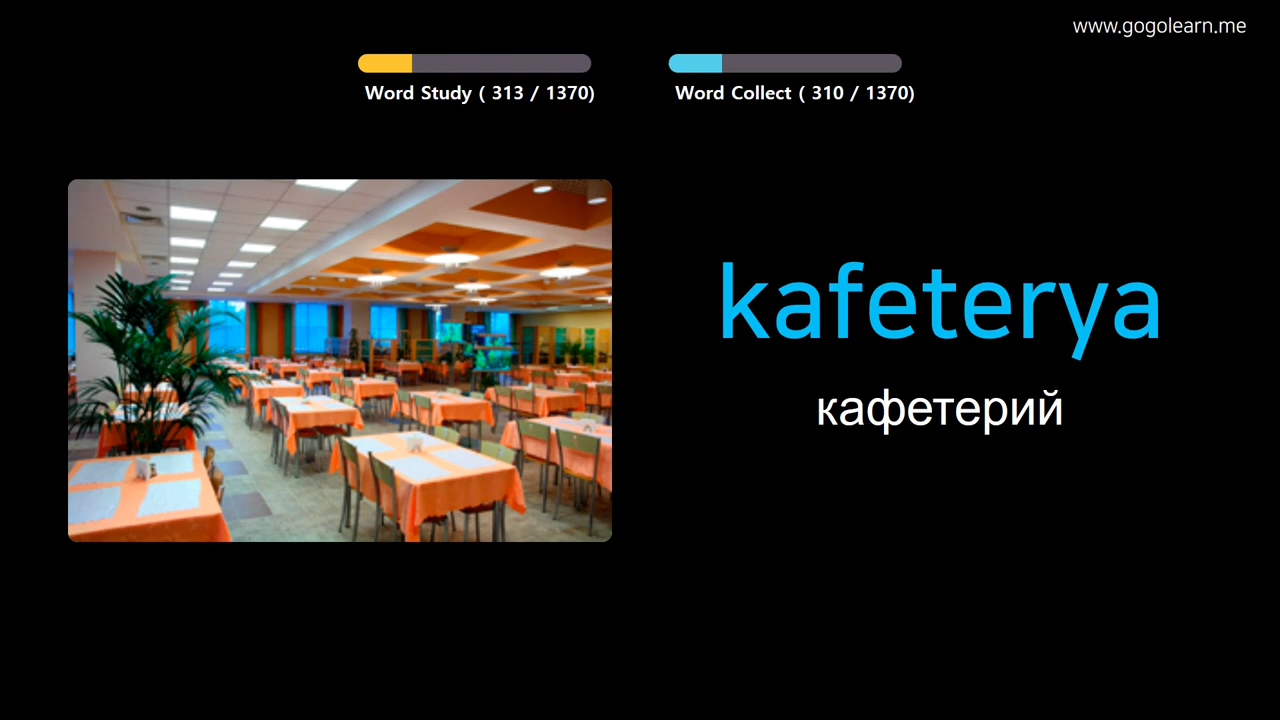 www.gogolearn.me
Word Study ( 313 / 1370)
Word Collect ( 310 / 1370)
kafeterya
кафетерий